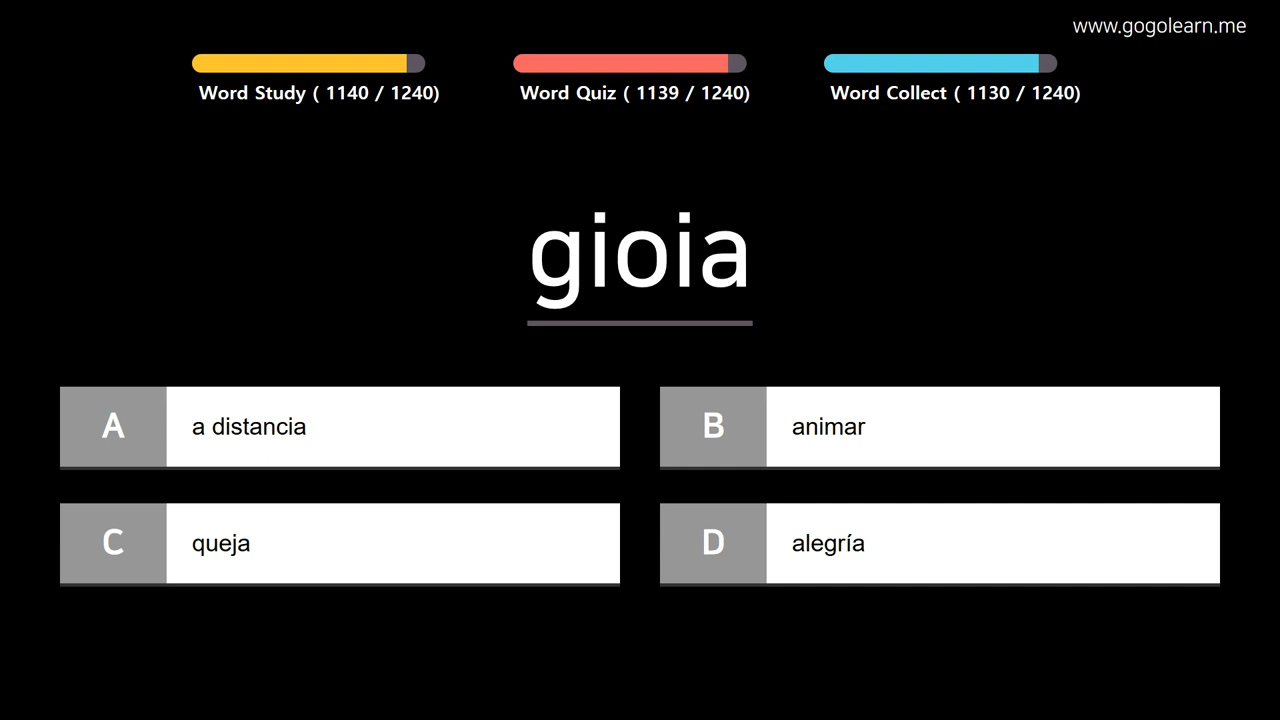 www.gogolearn.me
Word Study ( 1140 / 1240)
Word Quiz ( 1139 / 1240)
Word Collect ( 1130 / 1240)
gioia
A a distancia
B animar
C queja
D alegría